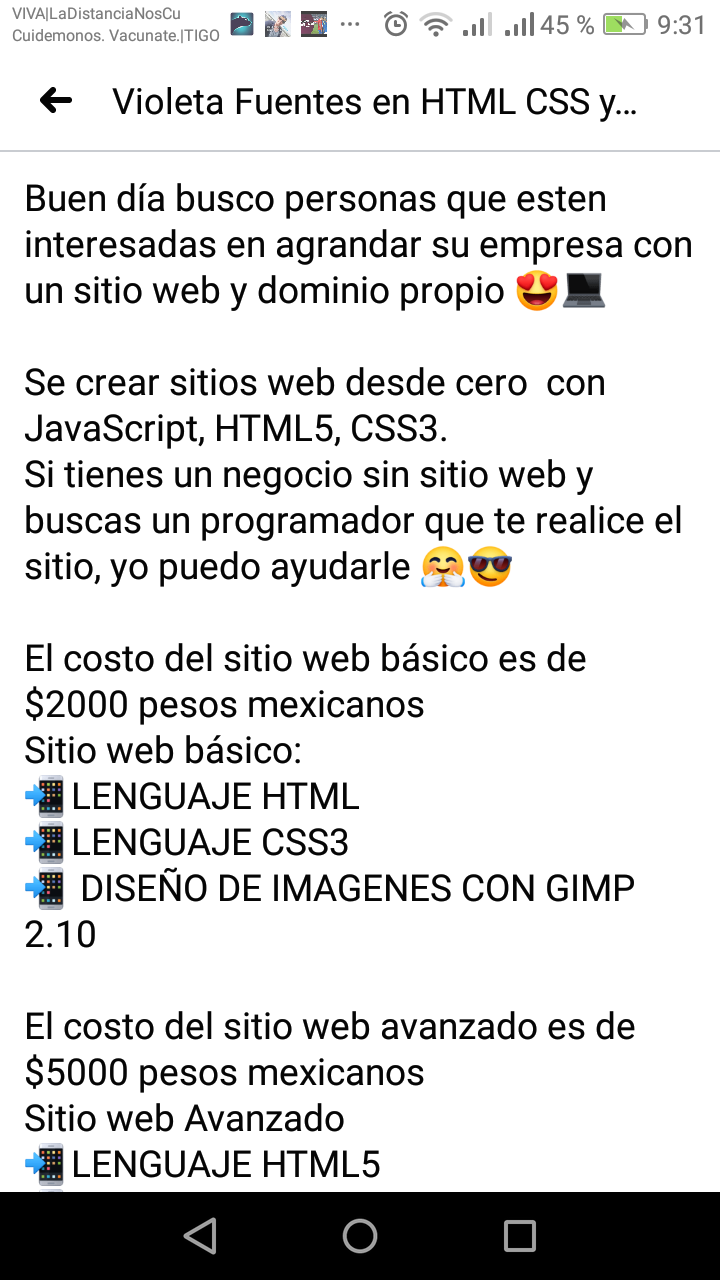 VIVA|LaDistanciaNosCu
Cuidemonos. Vacunate.|TIGO
45 % 9:31
Violeta Fuentes en HTML CSS y...
Buen día busco personas que esten
interesadas en agrandar su empresa con
un sitio web y dominio propio 😍💻
Se crear sitios web desde cero  con
JavaScript, HTML5, CSS3.
Si tienes un negocio sin sitio web y
buscas un programador que te realice el
sitio, yo puedo ayudarle 🤗😎
El costo del sitio web básico es de
$2000 pesos mexicanos
Sitio web básico:
📲LENGUAJE HTML
📲LENGUAJE CSS3
📲 DISEÑO DE IMAGENES CON GIMP
2.10
El costo del sitio web avanzado es de
$5000 pesos mexicanos
Sitio web Avanzado
📲LENGUAJE HTML5